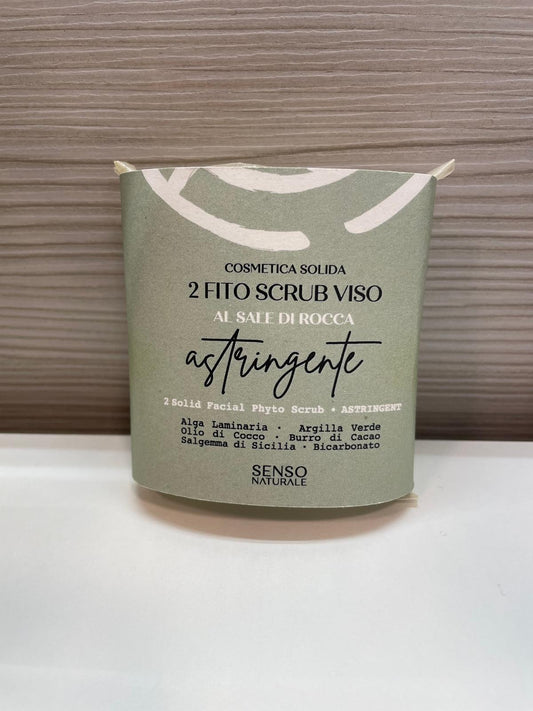 COSMETICA SOLIDA
2 FITO SCRUB VISO
AL SALE DI ROCCA
astringente
2 Solid Facial Phyto Scrub • ASTRINGENT
Alga Laminaria · Argilla Verde
Olio di Cocco · Burro di Cacao
Salgemma di Sicilia · Bicarbonato
SENSO
NATURALE